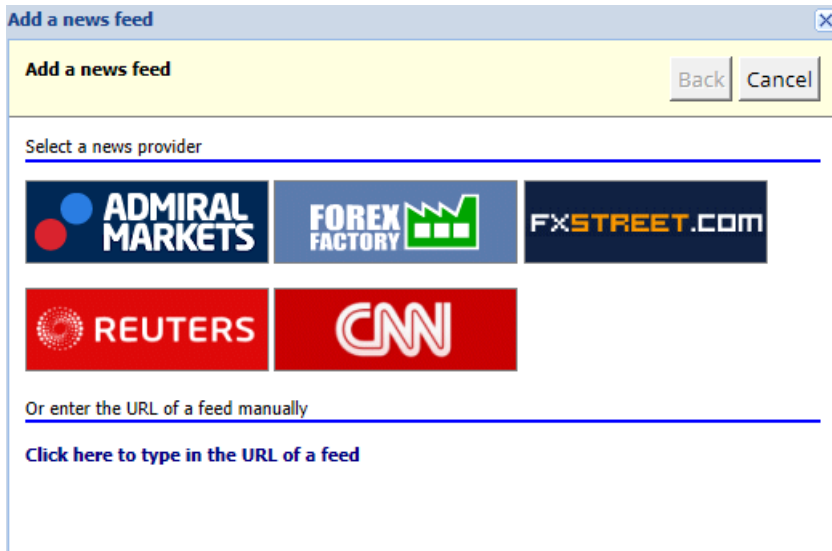 Add a news feed
Add a news feed
Back Cancel
Select a news provider
ADMIRAL
MARKETS
FOREX
FACTORY
FXSTREET.COM
REUTERS
CNN
Or enter the URL of a feed manually
Click here to type in the URL of a feed